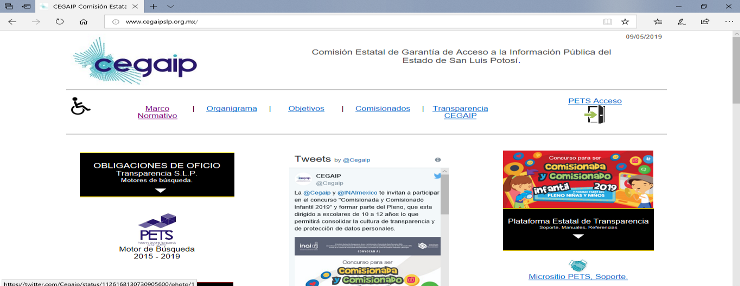 CEGAIP Comisión Estata
www.cegaipslp.org.mx/
09/05/2019
cegaip
Comisión Estatal de Garantía de Acceso a la Información Pública del
Estado de San Luis Potosí.
Marco Normativo | Organigrama | Objetivos | Comisionados | Transparencia CEGAIP
PETS Acceso
OBLIGACIONES DE OFICIO
Transparencia S.L.P.
Motores de búsqueda.
PETS
Motor de Búsqueda
2015 - 2019
Tweets by @Cegaip
CEGAIP
@Cegaip
La @Cegaip y @INAImexico te invitan a participar
en el concurso "Comisionada y Comisionado
Infantil 2019" y formar parte del Pleno, que esta
dirigido a escolares de 10 a 12 años lo que
permitirá consolidar la cultura de transparencia y
de protección de datos personales.
inai
Concurso para ser
Comisionada
y Comisionado
Concurso para ser
Comisionada y
Comisionado
infantil 2019
PLENO NIÑAS Y NIÑOS
Plataforma Estatal de Transparencia
Soporte, Manuales, Referencias
Micrositio PETS, Soporte.
https://twitter.com/Cegaip/status/1126168130730905600/photo/1